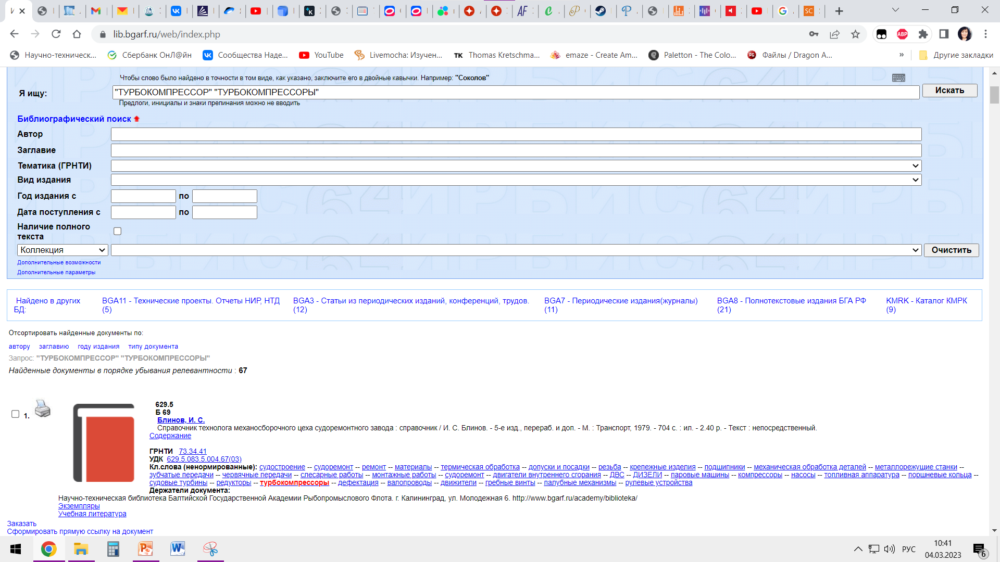 lib.bgarf.ru/web/index.php
Научно-техническ...
Сбербанк ОнЛ@йн
Сообщества Наде...
YouTube
Livemocha: Изучен...
Thomas Kretschma...
emaze - Create Am...
Paletton - The Colo...
Файлы / Dragon A...
»
Другие закладки
Чтобы слово было найдено в точности в том виде, как указано, заключите его в двойные кавычки. Например: "Соколов"
Я ищу: "ТУРБОКОМПРЕССОР" "ТУРБОКОМПРЕССОРЫ" Искать
Предлоги, инициалы и знаки препинания можно не вводить
Библиографический поиск
Автор
Заглавие
Тематика (ГРНТИ)
Вид издания
Год издания с по
Дата поступления с по
Наличие полного
текста
Коллекция Очистить
Дополнительные возможности
Дополнительные параметры
Найдено в других
БД:
BGA11 - Технические проекты. Отчеты НИР, НТД
(5)
BGA3 - Статьи из периодических изданий, конференций, трудов.
(12)
BGA7 - Периодические издания(журналы)
(11)
BGA8 - Полнотекстовые издания БГА РФ
(21)
KMRK - Каталог КМРК
(9)
Отсортировать найденные документы по:
автору заглавию году издания типу документа
Запрос: "ТУРБОКОМПРЕССОР" "ТУРБОКОМПРЕССОРЫ"
Найденные документы в порядке убывания релевантности : 67
1.
629.5
Б 69
Блинов, И. С.
Справочник технолога механосборочного цеха судоремонтного завода : справочник / И. С. Блинов. - 5-е изд., перераб. и доп. - М. : Транспорт, 1979. - 704 с. : ил. - 2.40 р. - Текст : непосредственный.
Содержание
ГРНТИ 73.34.41
УДК 629.5.083.5.004.67(03)
Кл.слова (ненормированные): судостроение -- судоремонт -- ремонт -- материалы -- термическая обработка -- допуски и посадки -- резьба -- крепежные изделия -- подшипники -- механическая обработка деталей -- металлорежущие станки --
зубчатые передачи -- червячные передачи -- слесарные работы -- монтажные работы -- судоремонт -- двигатели внутреннего сгорания -- ДВС -- ДИЗЕЛИ -- паровые машины -- компрессоры -- насосы -- топливная аппаратура -- поршневые кольца --
судовые турбины -- редукторы -- турбокомпрессоры -- дефектация -- валопроводы -- движители -- гребные винты -- палубные механизмы -- рулевые устройства
Держатели документа:
Научно-техническая библиотека Балтийской Государственной Академии Рыбопромыслового Флота. г. Калининград, ул. Молодежная 6. http://www.bgarf.ru/academy/biblioteka/
Экземпляры
Учебная литература
Заказать
Сформировать прямую ссылку на документ
РУС
10:41
04.03.2023
6